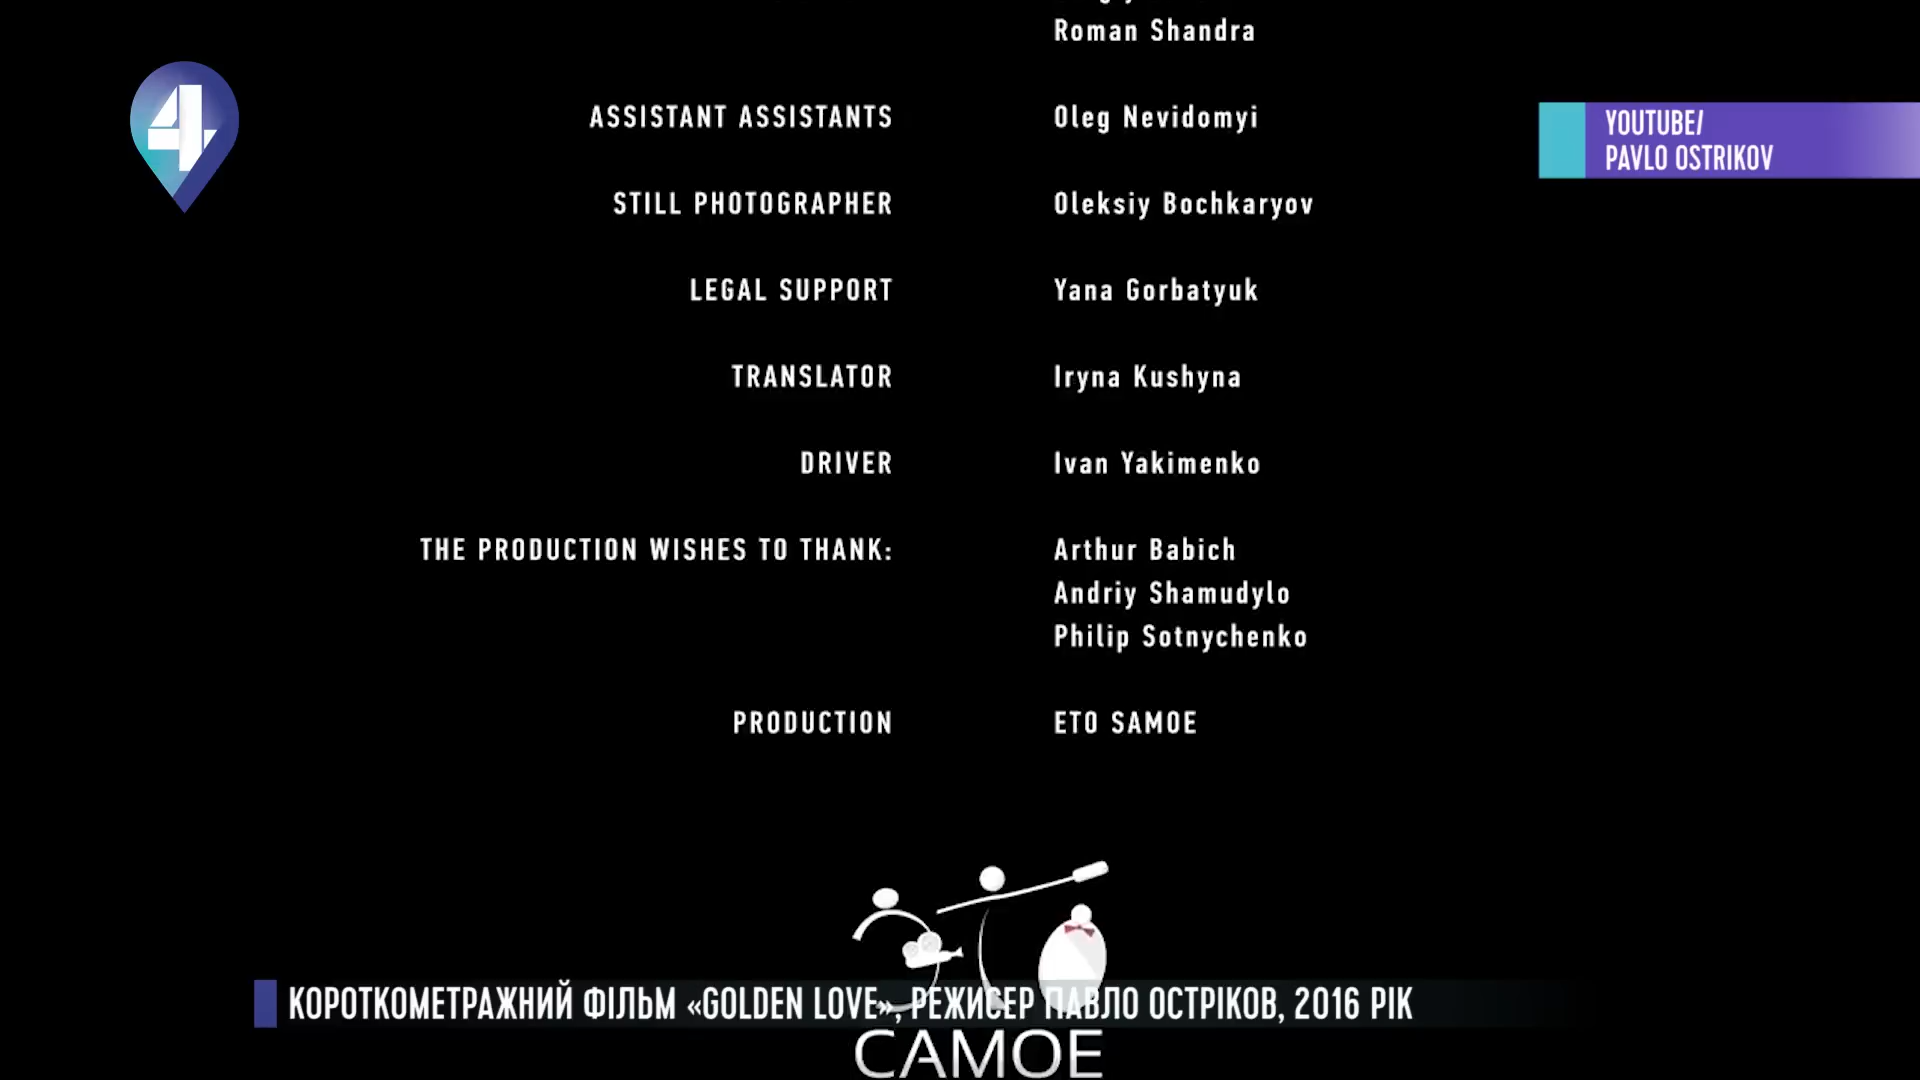 Roman Shandra
4
ASSISTANT ASSISTANTS Oleg Nevidomyi
YOUTUBE/
PAVLO OSTRIKOV
STILL PHOTOGRAPHER Oleksiy Bochkaryov
LEGAL SUPPORT Yana Gorbatyuk
TRANSLATOR Iryna Kushyna
DRIVER Ivan Yakimenko
THE PRODUCTION WISHES TO THANK: Arthur Babich
Andriy Shamudylo
Philip Sotnychenko
PRODUCTION ETO SAMOE
КОРОТКОМЕТРАЖНИЙ ФІЛЬМ «GOLDEN LOVE», РЕЖИСЕР ПАВЛО ОСТРІКОВ, 2016 РІК
САМОЕ